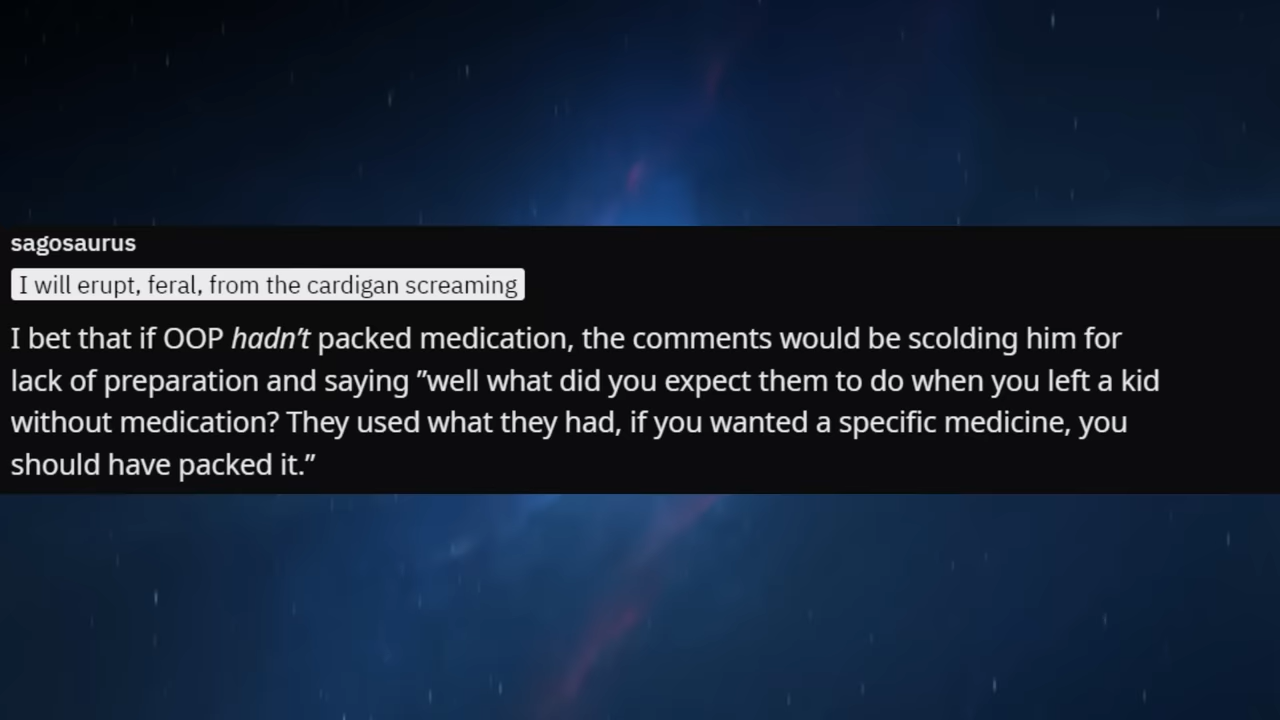 sagosaurus
I will erupt, feral, from the cardigan screaming
I bet that if OOP hadn't packed medication, the comments would be scolding him for
lack of preparation and saying ”well what did you expect them to do when you left a kid
without medication? They used what they had, if you wanted a specific medicine, you
should have packed it.”